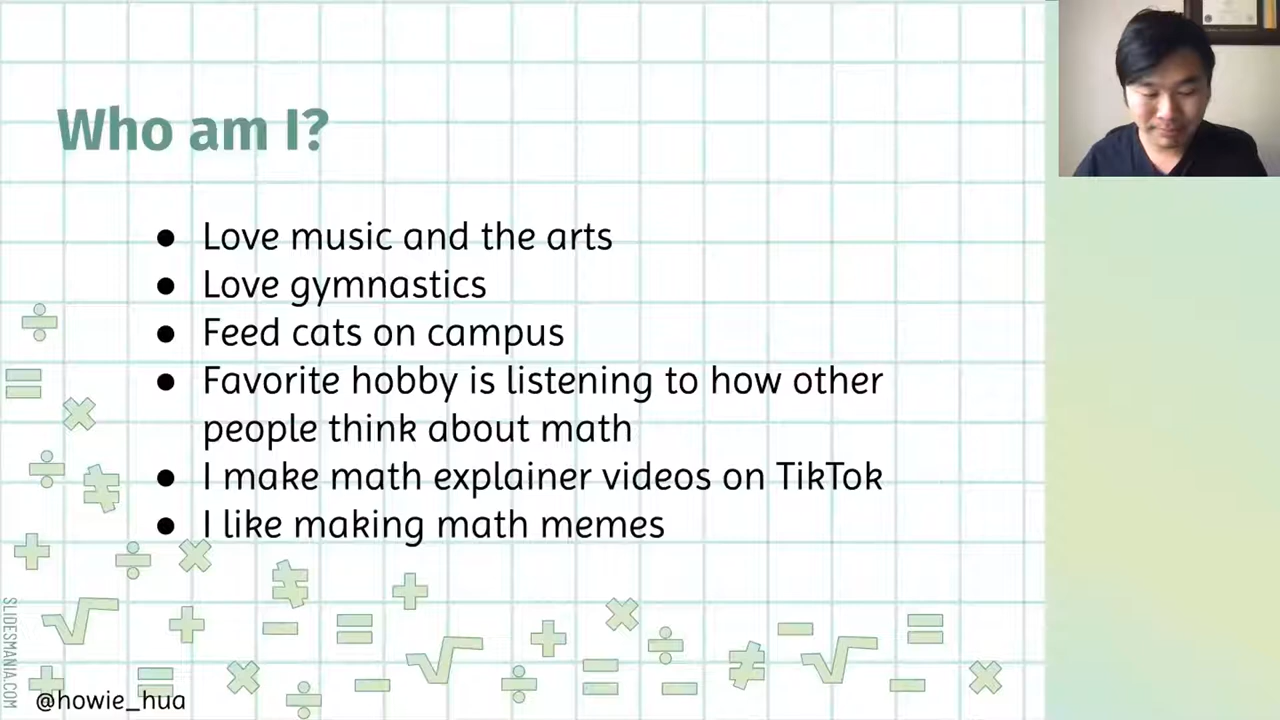 Who am I?
● Love music and the arts
● Love gymnastics
● Feed cats on campus
● Favorite hobby is listening to how other
people think about math
● I make math explainer videos on TikTok
● I like making math memes
SLIDESMANIA.COM
@howie_hua